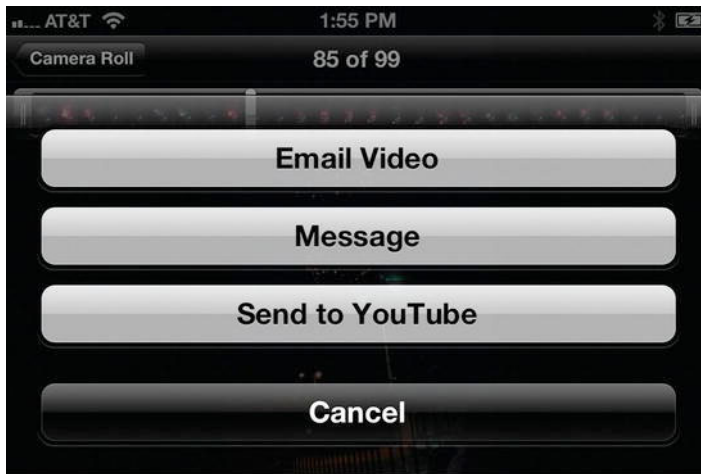 AT&T 1:55 PM
Camera Roll 85 of 99
Email Video
Message
Send to YouTube
Cancel